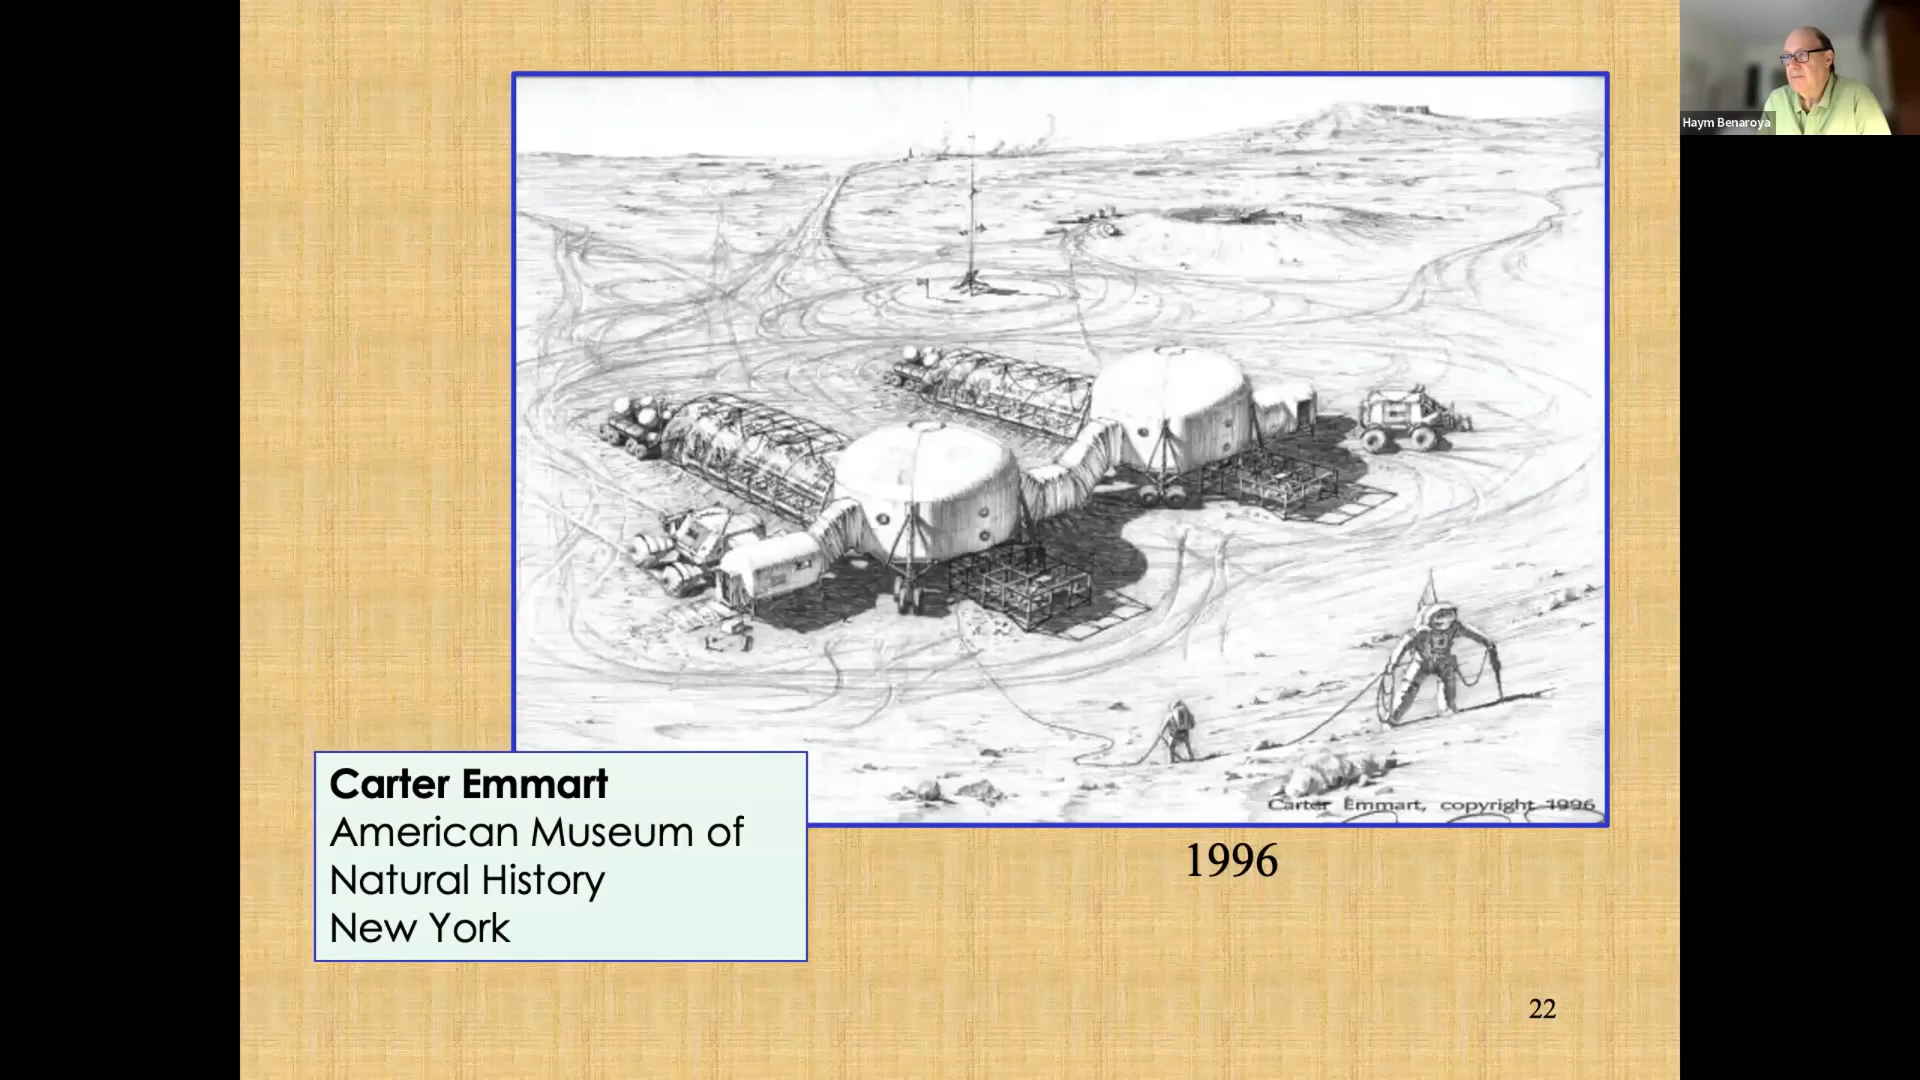 Haym Benaroya
Carter Emmart, copyright 1996
Carter Emmart
American Museum of
Natural History
New York
1996
22